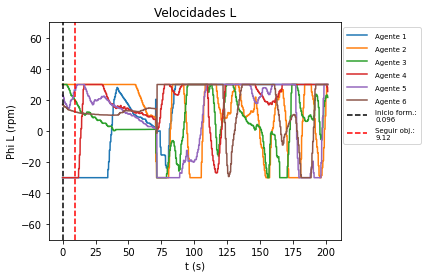 Velocidades L
Phi L (rpm)
60
40
20
0
−20
−40
−60
0
25
50
75
100
125
150
175
200
t (s)
Agente 1
Agente 2
Agente 3
Agente 4
Agente 5
Agente 6
Inicio form.:
0.096
Seguir obj.:
9.12